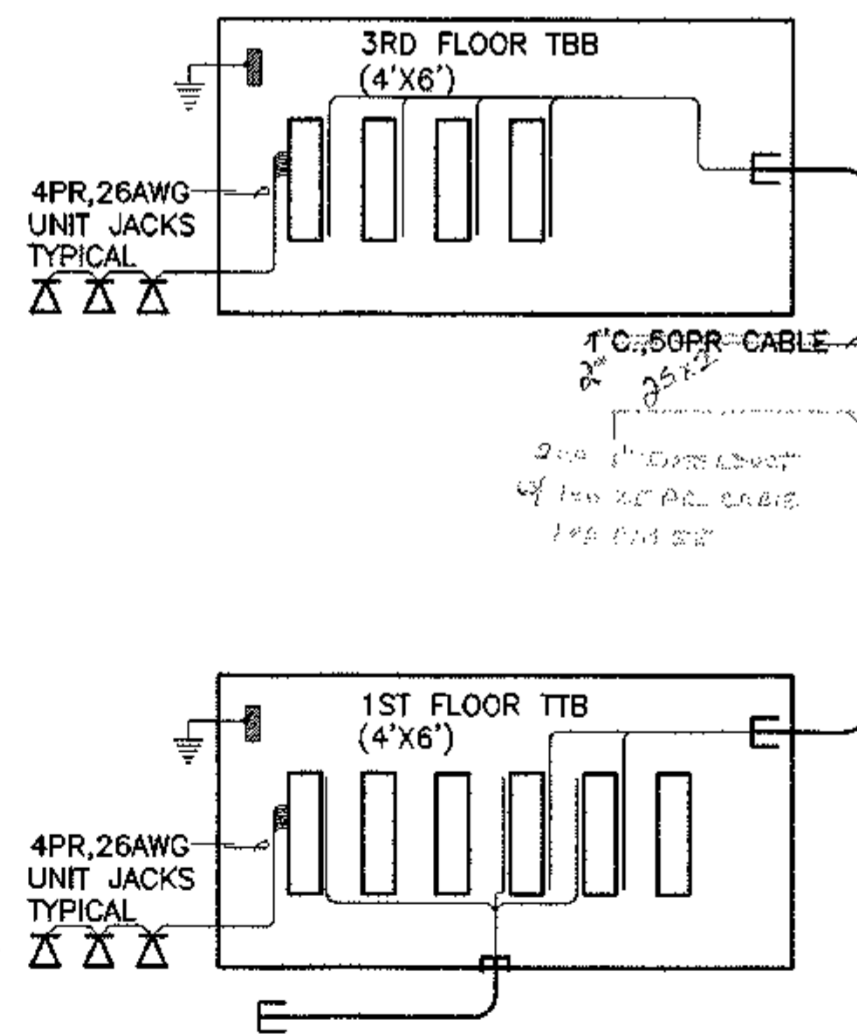 3RD FLOOR TBB
(4'X6')
4PR,26AWG
UNIT JACKS
TYPICAL
1"C.,50PR CABLE
2"
25x2
CABLE
1ST FLOOR TTB
(4'X6')
4PR,26AWG
UNIT JACKS
TYPICAL